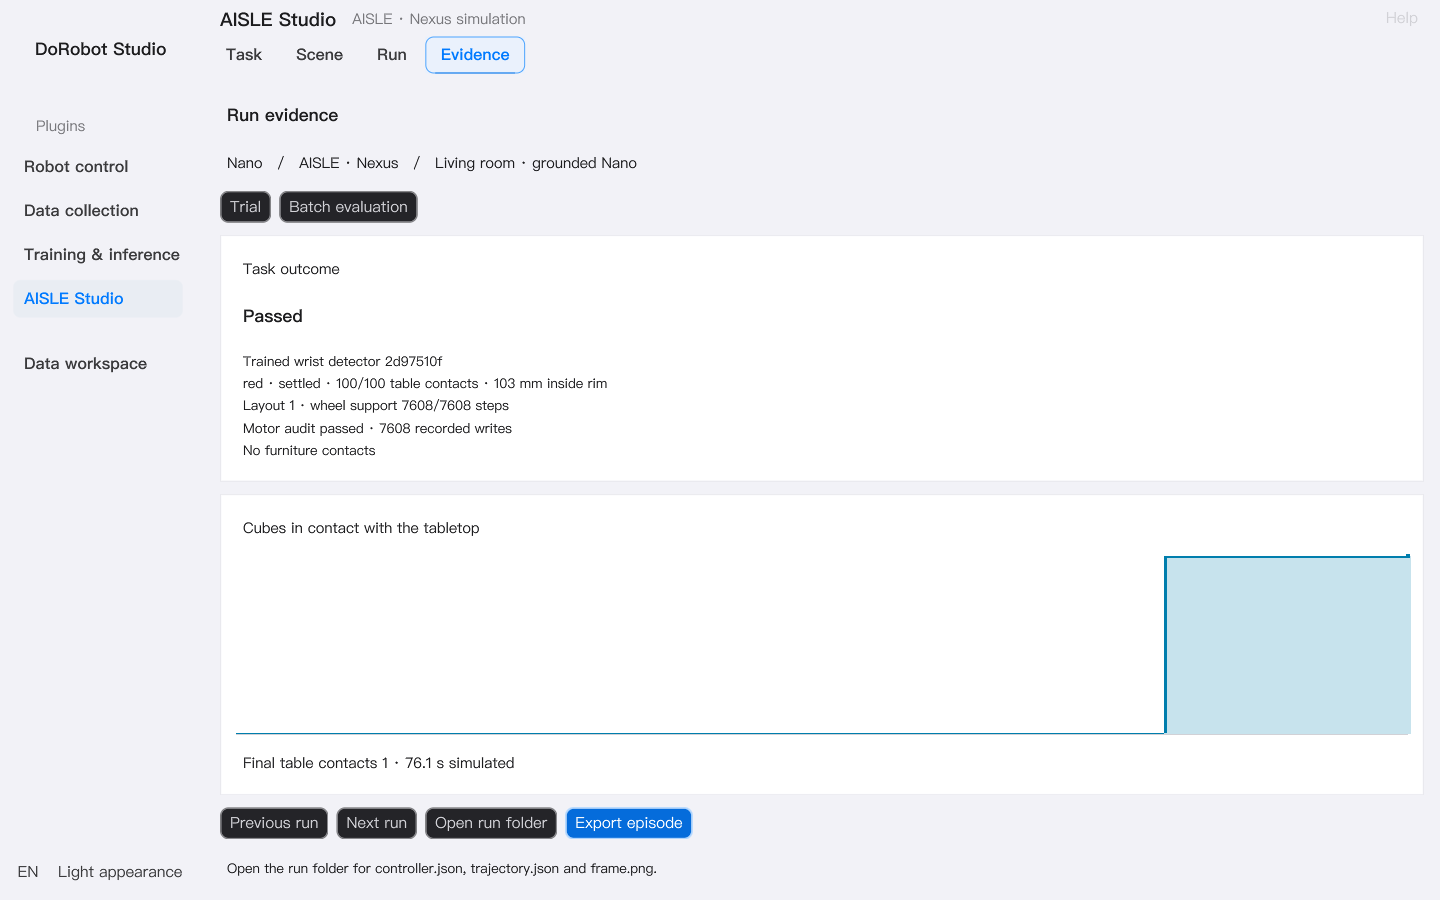 AISLE Studio AISLE · Nexus simulation
Help
DoRobot Studio
Task Scene Run Evidence
Run evidence
Plugins
Nano / AISLE · Nexus / Living room · grounded Nano
Robot control
Data collection
Training & inference
AISLE Studio
Data workspace
Trial Batch evaluation
Task outcome
Passed
Trained wrist detector 2d97510f
red · settled · 100/100 table contacts · 103 mm inside rim
Layout 1 · wheel support 7608/7608 steps
Motor audit passed · 7608 recorded writes
No furniture contacts
Cubes in contact with the tabletop
Final table contacts 1 · 76.1 s simulated
Previous run Next run Open run folder Export episode
Open the run folder for controller.json, trajectory.json and frame.png.
EN Light appearance